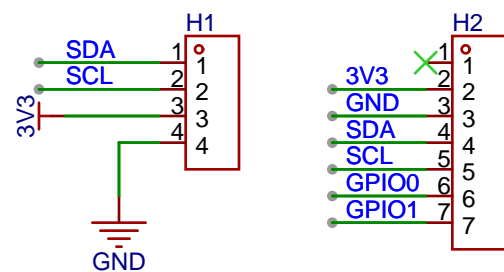 H1
SDA 1 1
SCL 2 2
3V3 3 3
4 4
GND
H2
1 1
3V3 2 2
GND 3 3
SDA 4 4
SCL 5 5
GPIO0 6 6
GPIO1 7 7